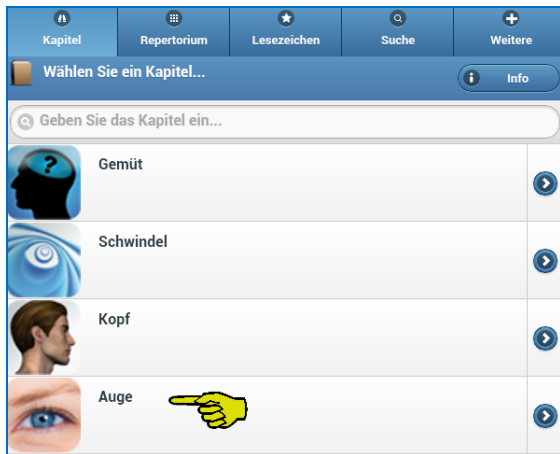 Kapitel Repertorium Lesezeichen Suche Weitere
Wählen Sie ein Kapitel... Info
Geben Sie das Kapitel ein...
Gemüt
?
Schwindel
Kopf
Auge